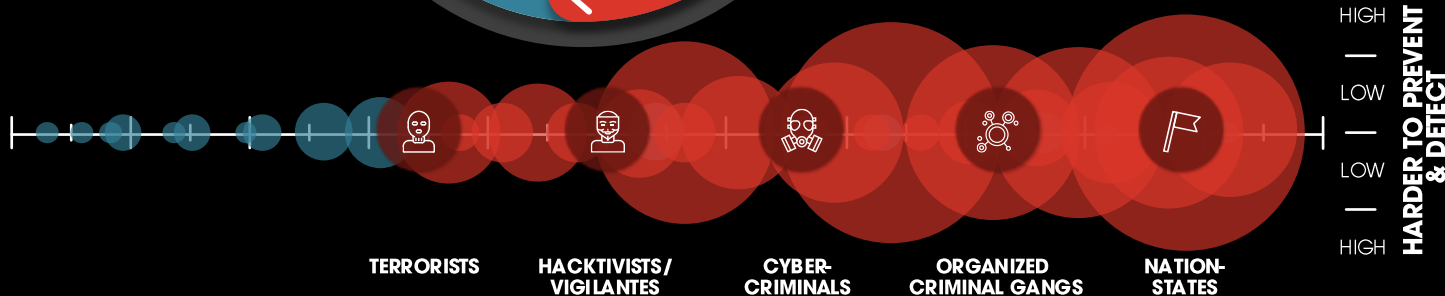 HIGH
LOW
LOW
HIGH
HARDER TO PREVENT
& DETECT
TERRORISTS
HACKTIVISTS/
VIGILANTES
CYBER-
CRIMINALS
ORGANIZED
CRIMINAL GANGS
NATION-
STATES